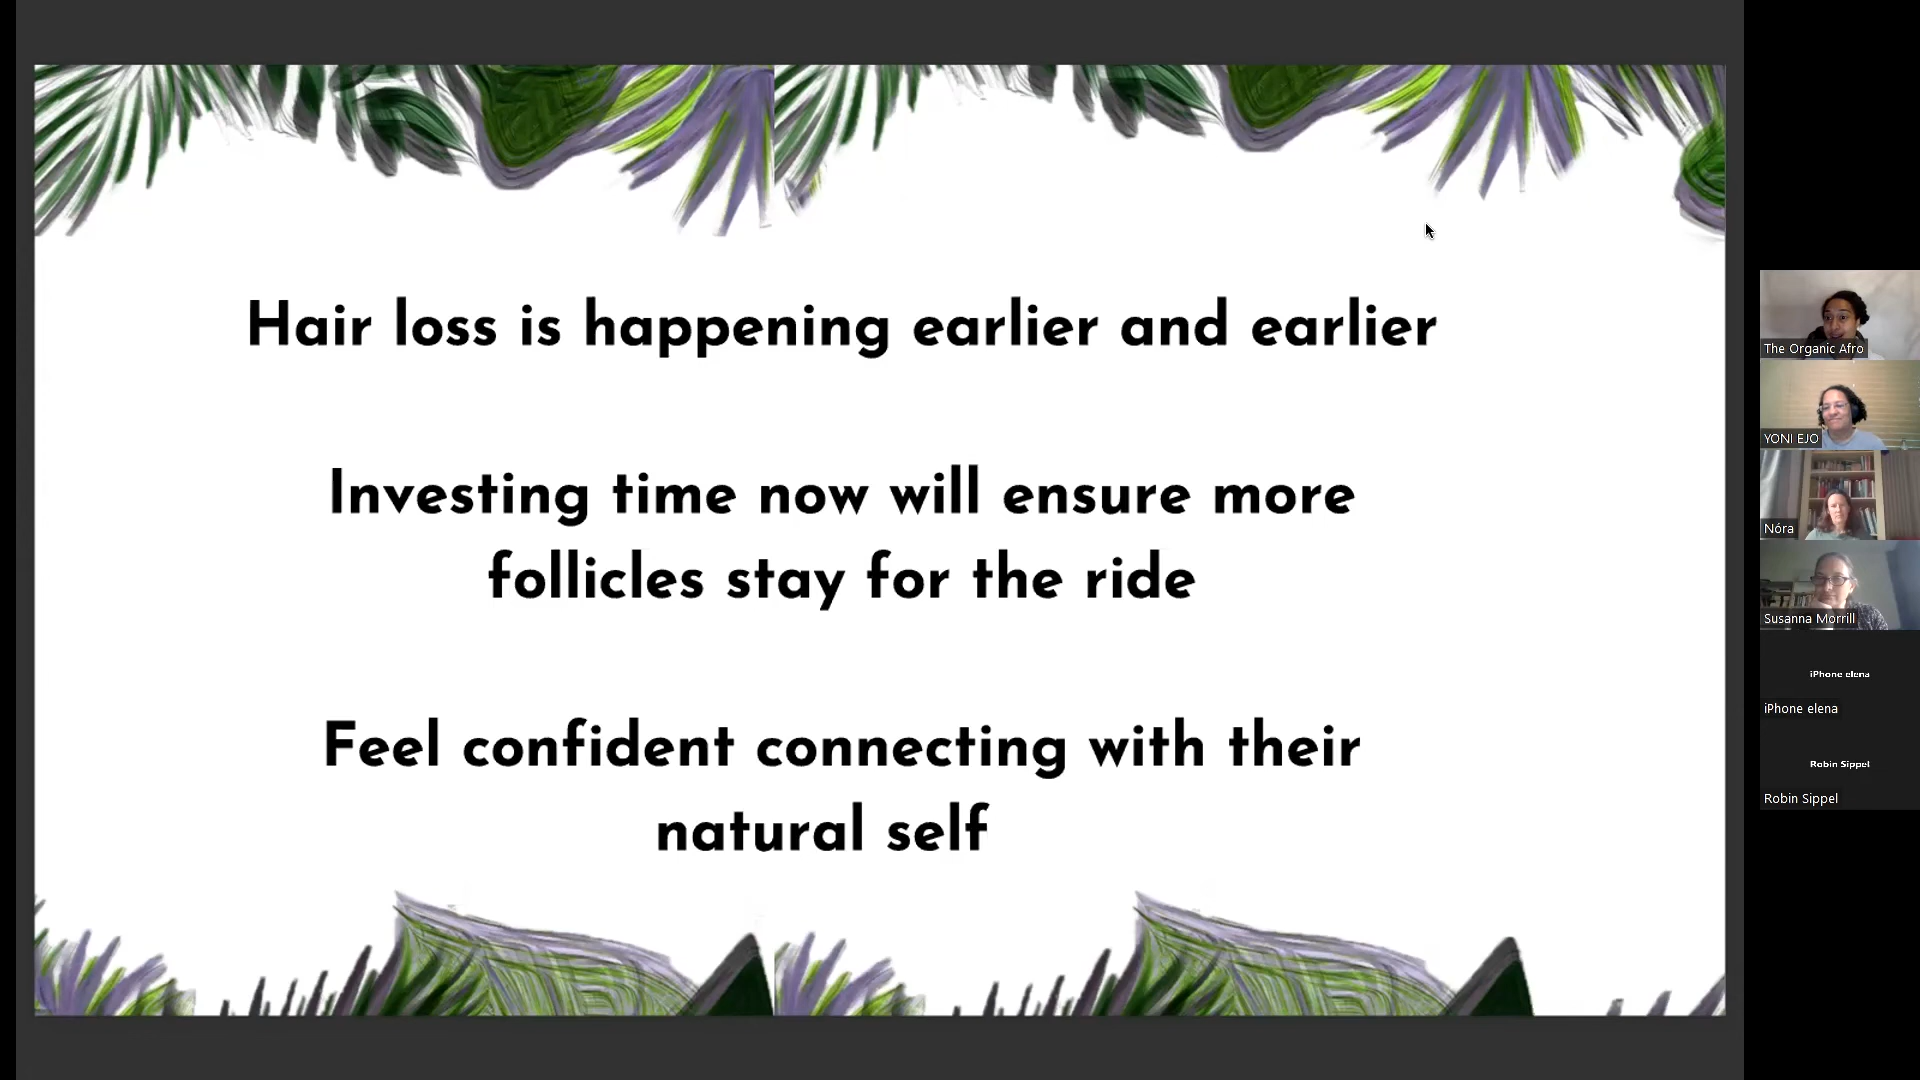 Hair loss is happening earlier and earlier
Investing time now will ensure more
follicles stay for the ride
Feel confident connecting with their
natural self
The Organic Afro
YONI EJO
Nóra
Susanna Morrill
iPhone elena
iPhone elena
Robin Sippel
Robin Sippel